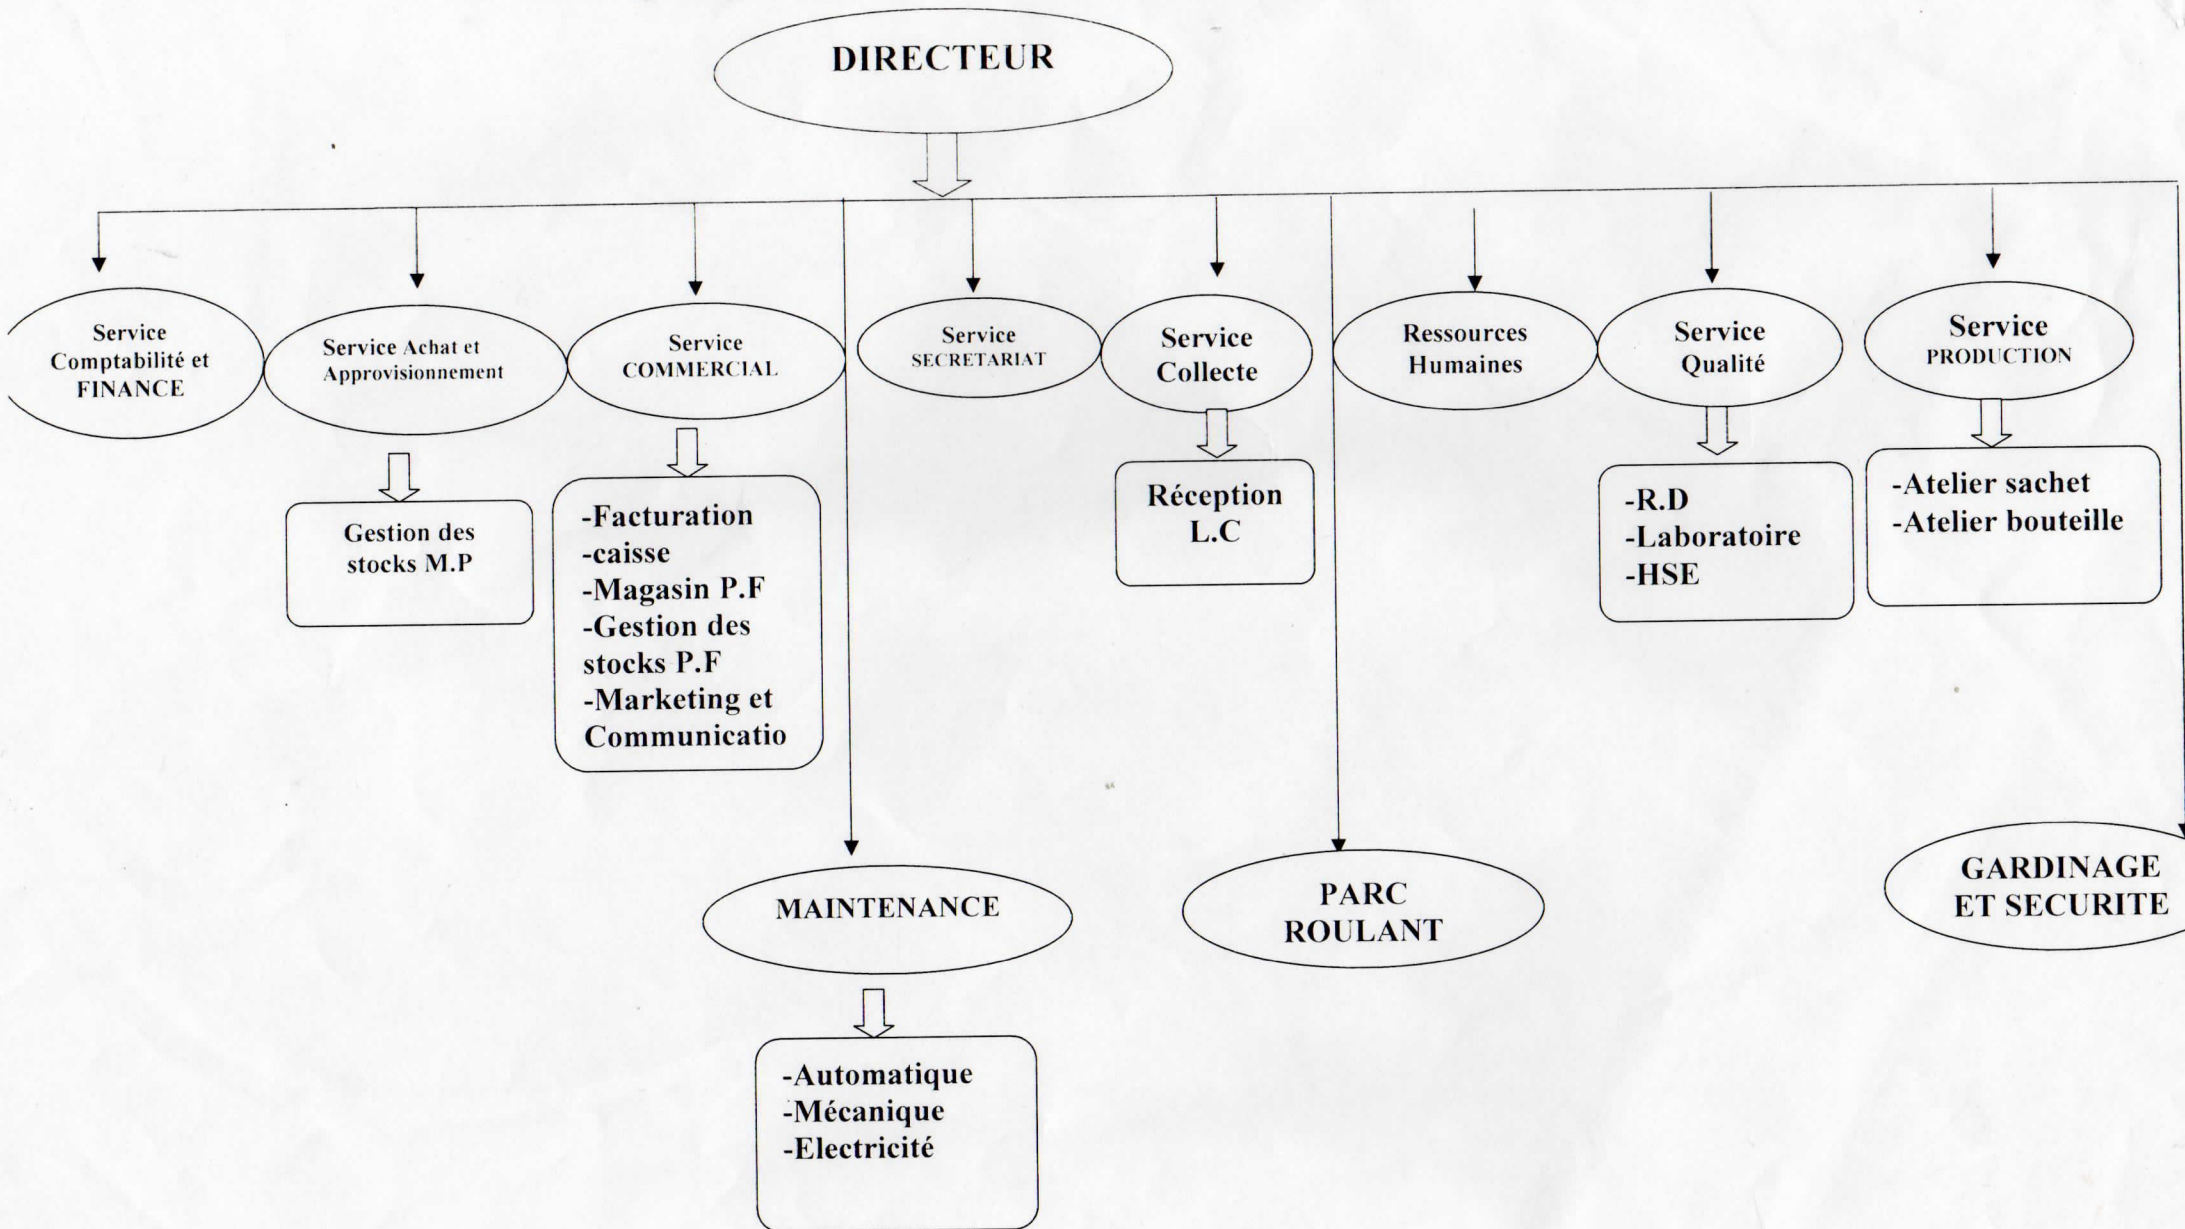 DIRECTEUR
Service
Comptabilité et
FINANCE
Service Achat et
Approvisionnement
Service
COMMERCIAL
Service
SECRETARIAT
Service
Collecte
Ressources
Humaines
Service
Qualité
Service
PRODUCTION
Gestion des
stocks M.P
-Facturation
-caisse
-Magasin P.F
-Gestion des
stocks P.F
-Marketing et
Communicatio
Réception
L.C
-R.D
-Laboratoire
-HSE
-Atelier sachet
-Atelier bouteille
MAINTENANCE
PARC
ROULANT
GARDINAGE
ET SECURITE
-Automatique
-Mécanique
-Electricité